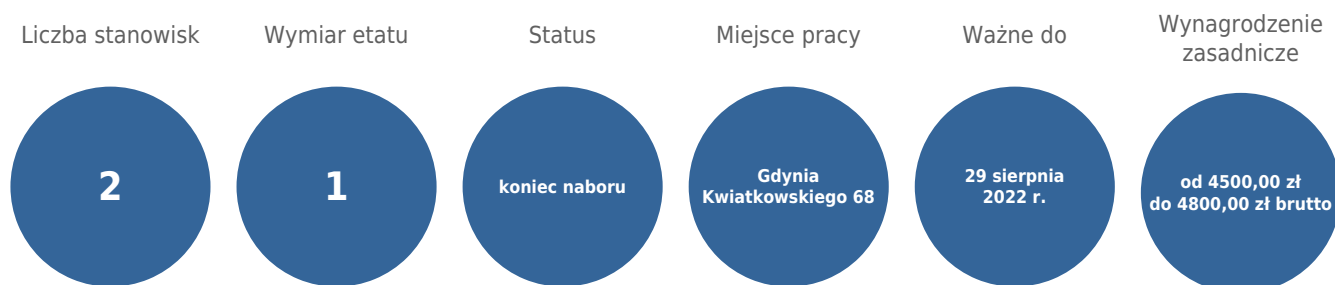 Liczba stanowisk
Wymiar etatu
Status
Miejsce pracy
Ważne do
Wynagrodzenie
zasadnicze
2
1
koniec naboru
Gdynia
Kwiatkowskiego 68
29 sierpnia
2022 r.
od 4500,00 zł
do 4800,00 zł brutto